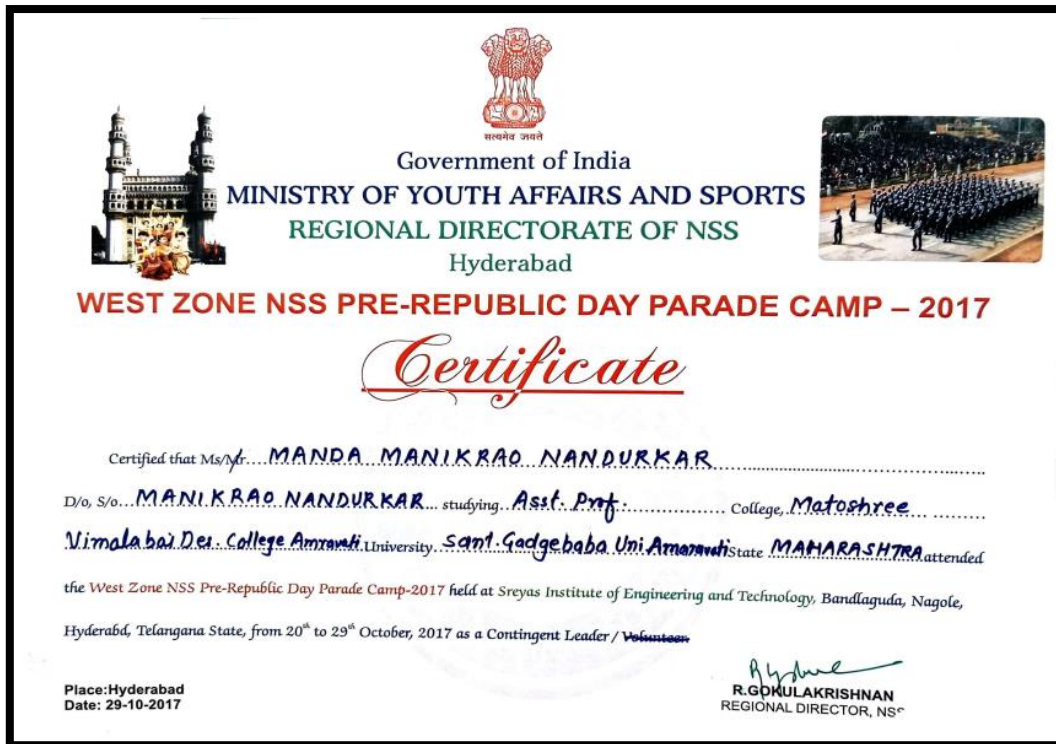 सत्यमेव जयते
Government of India
MINISTRY OF YOUTH AFFAIRS AND SPORTS
REGIONAL DIRECTORATE OF NSS
Hyderabad
WEST ZONE NSS PRE-REPUBLIC DAY PARADE CAMP – 2017
Certificate
Certified that Ms/Mr. MANDA MANIKRAO NANDURKAR
D/o, S/o. MANIKRAO NANDURKAR studying Asst. Prof. College, Matoshree
Vimalabai Des. College Amravati University Sant. Gadgebaba Uni Amaravati State MAHARASHTRA attended
the West Zone NSS Pre-Republic Day Parade Camp-2017 held at Sreyas Institute of Engineering and Technology, Bandlaguda, Nagole,
Hyderabd, Telangana State, from 20th to 29th October, 2017 as a Contingent Leader / Volunteer
Place:Hyderabad
Date: 29-10-2017
R.GOKULAKRISHNAN
REGIONAL DIRECTOR, NSS